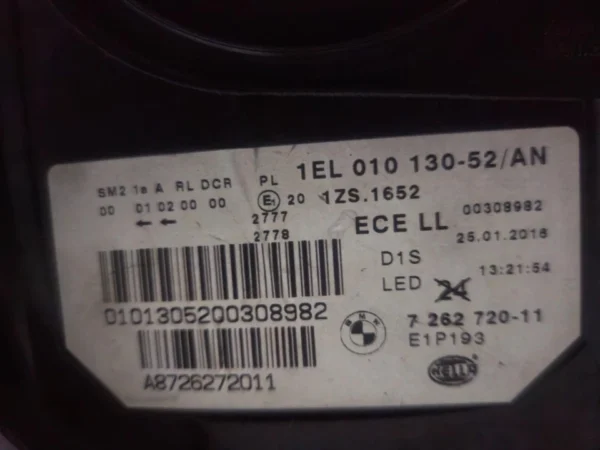 SM2 1a A RL DCR PL 1EL 010 130-52/AN
00 01 02 00 00 E1 20 1ZS.1652
← ← 2777 ECE LL 00308982
2778 25.01.2016
D1S 13:21:54
LED 24
0101305200308982 BMW 7 262 720-11
E1P193
A8726272011 HELLA